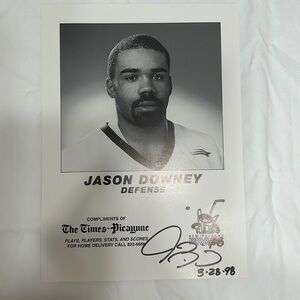 JASON DOWNEY
DEFENSE
COMPLIMENTS OF
The Times-Picayune
PLAYS, PLAYERS, STATS, AND SCORES
FOR HOME DELIVERY CALL
3-28-98